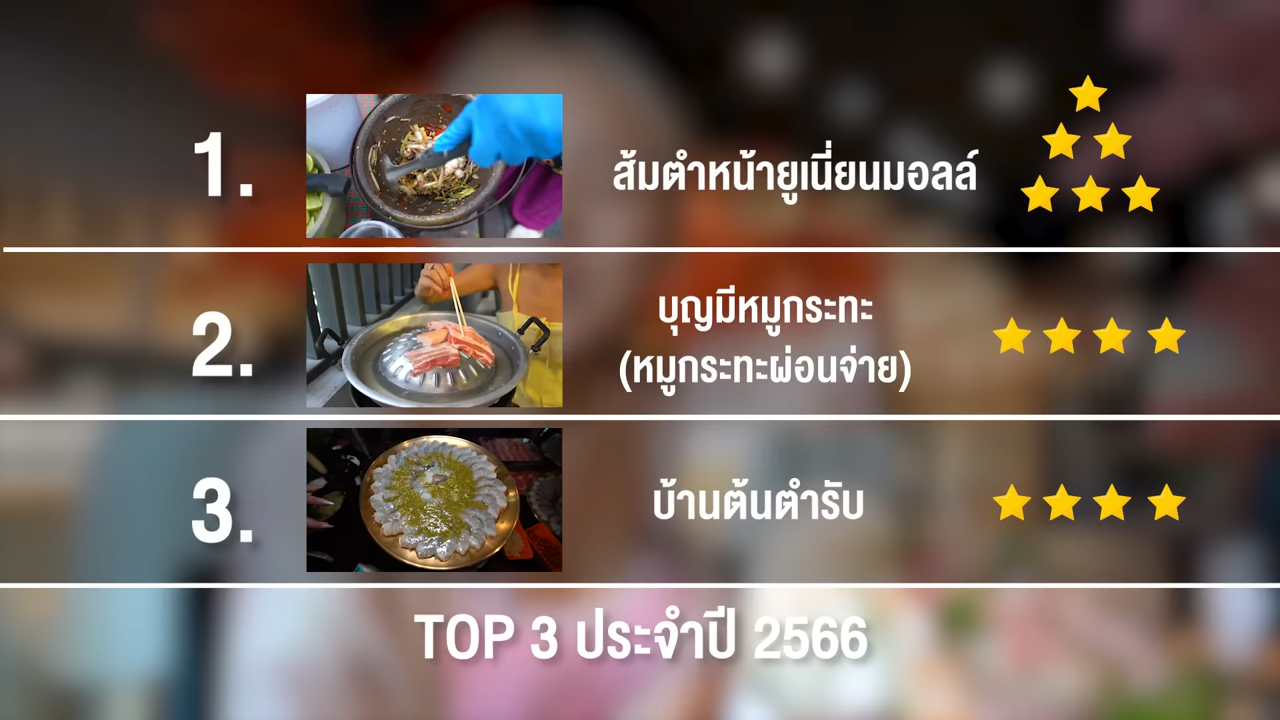 1.
ส้มตำหน้ายูเนี่ยนมอลล์
2.
บุญมีหมูกระทะ
(หมูกระทะผ่อนจ่าย)
3.
บ้านต้นตำรับ
TOP 3 ประจำปี 2566